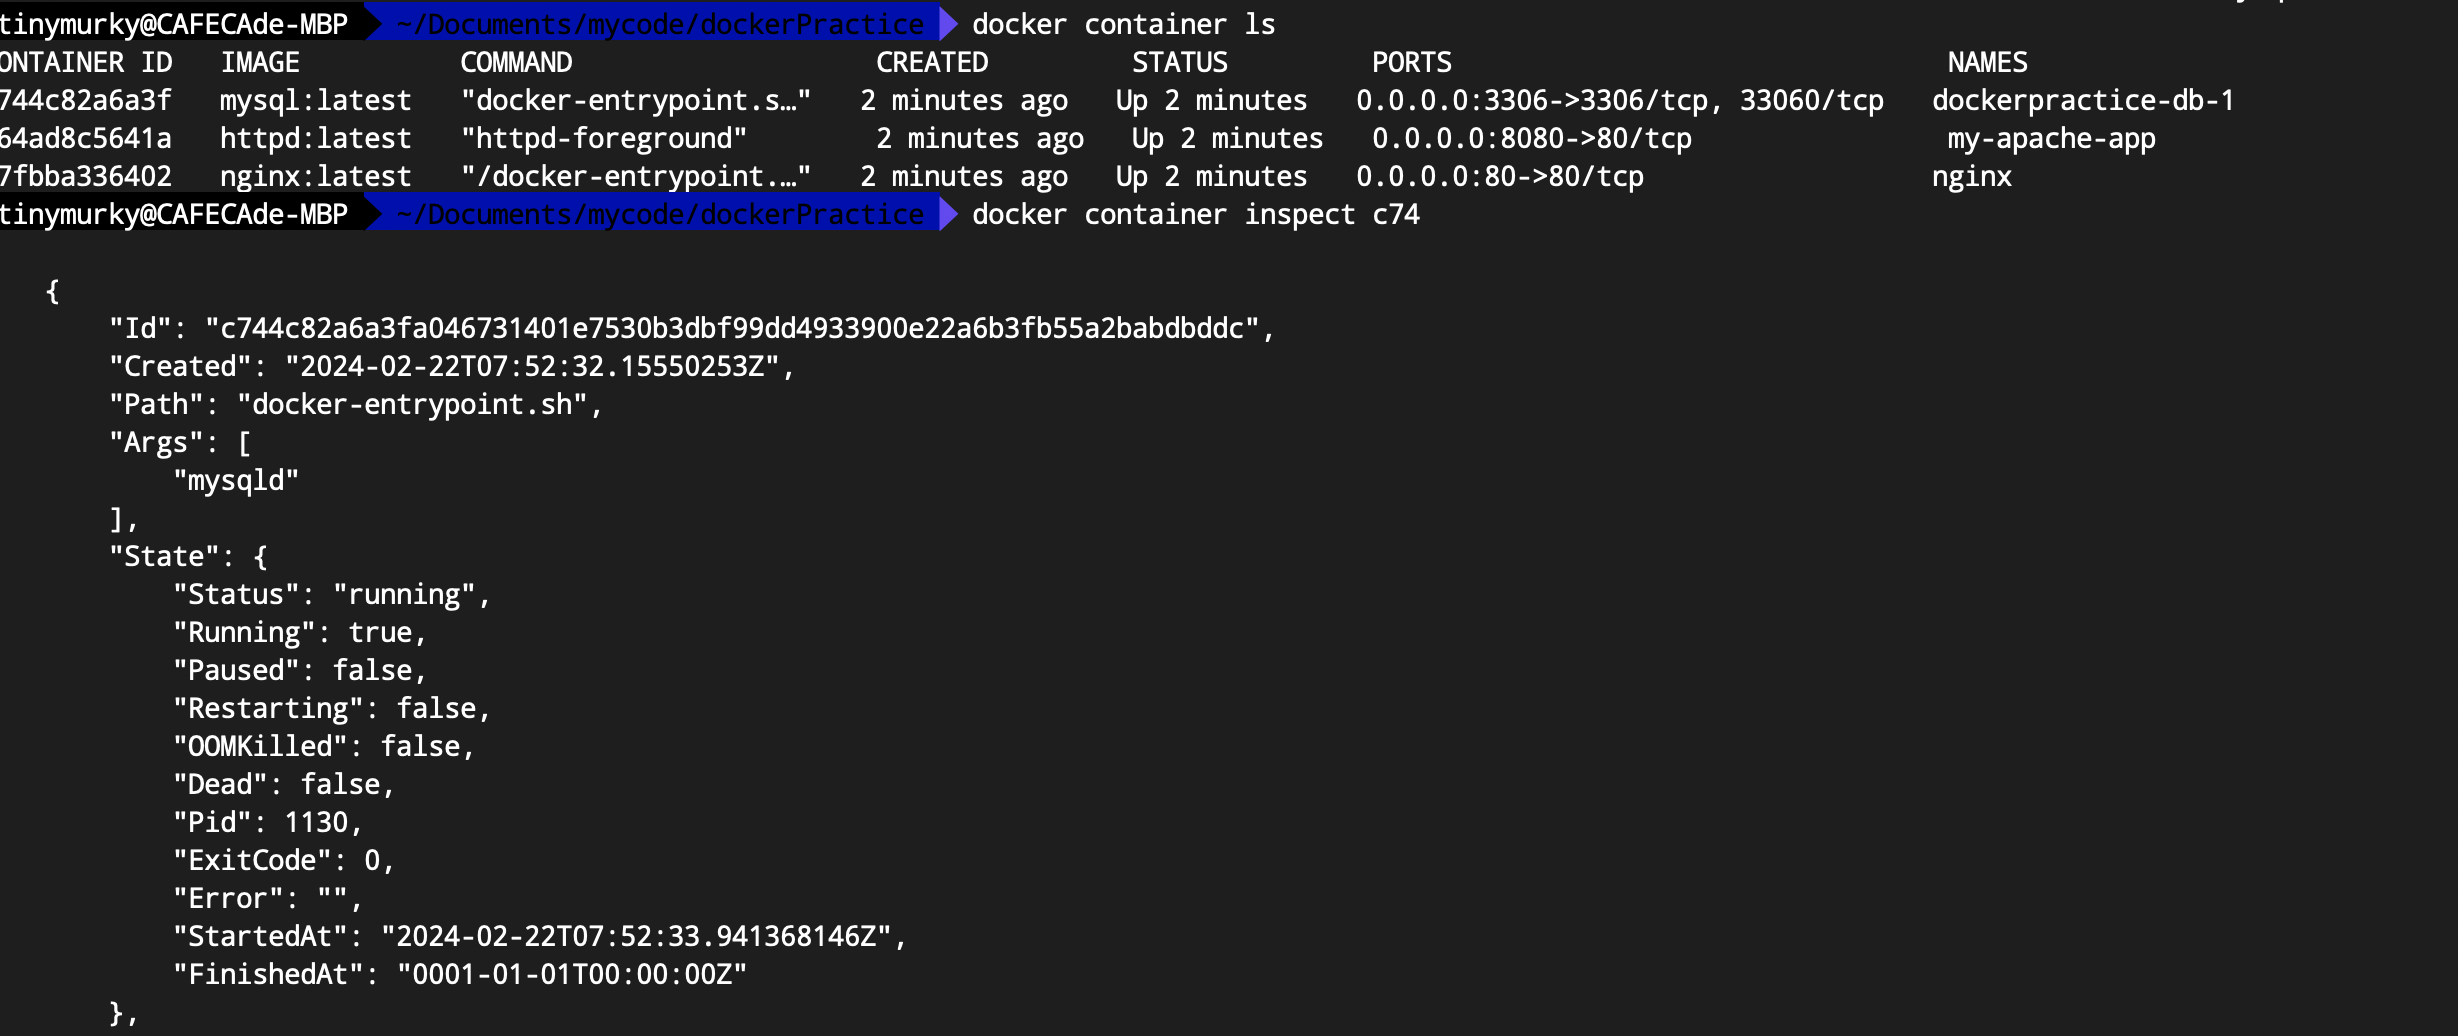 tinymurky@CAFECAde-MBP ~/Documents/mycode/dockerPractice docker container ls
ONTAINER ID   IMAGE          COMMAND                   CREATED         STATUS         PORTS                               NAMES
744c82a6a3f   mysql:latest   "docker-entrypoint.s…"   2 minutes ago   Up 2 minutes   0.0.0.0:3306->3306/tcp, 33060/tcp   dockerpractice-db-1
64ad8c5641a   httpd:latest   "httpd-foreground"        2 minutes ago   Up 2 minutes   0.0.0.0:8080->80/tcp                my-apache-app
7fbba336402   nginx:latest   "/docker-entrypoint.…"   2 minutes ago   Up 2 minutes   0.0.0.0:80->80/tcp                  nginx
tinymurky@CAFECAde-MBP ~/Documents/mycode/dockerPractice docker container inspect c74
{
"Id": "c744c82a6a3fa046731401e7530b3dbf99dd4933900e22a6b3fb55a2babdbddc",
"Created": "2024-02-22T07:52:32.15550253Z",
"Path": "docker-entrypoint.sh",
"Args": [
"mysqld"
],
"State": {
"Status": "running",
"Running": true,
"Paused": false,
"Restarting": false,
"OOMKilled": false,
"Dead": false,
"Pid": 1130,
"ExitCode": 0,
"Error": "",
"StartedAt": "2024-02-22T07:52:33.941368146Z",
"FinishedAt": "0001-01-01T00:00:00Z"
},